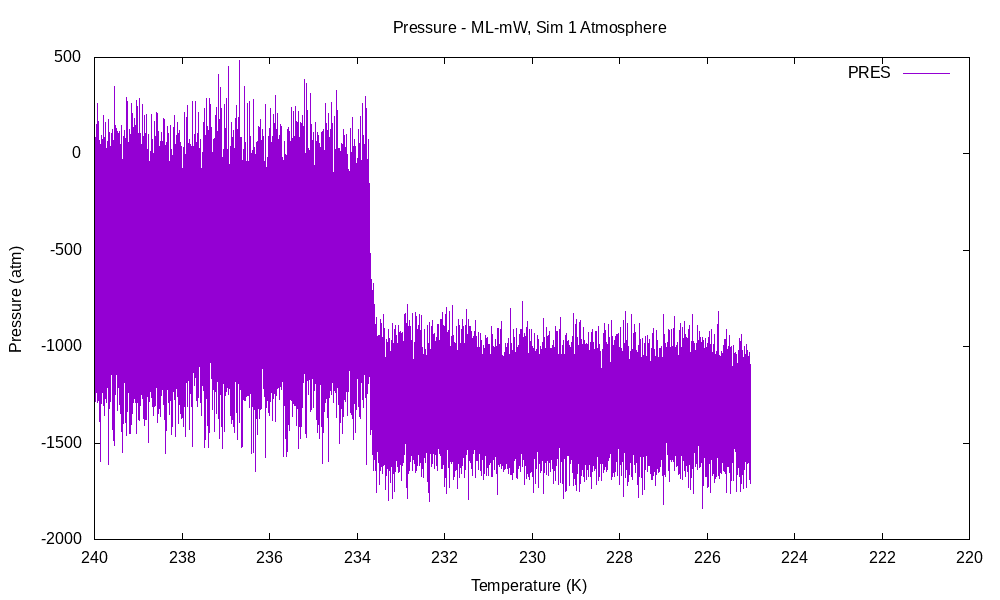 Pressure - ML-mW, Sim 1 Atmosphere
PRES
Pressure (atm)
500
0
-500
-1000
-1500
-2000
240 238 236 234 232 230 228 226 224 222 220
Temperature (K)